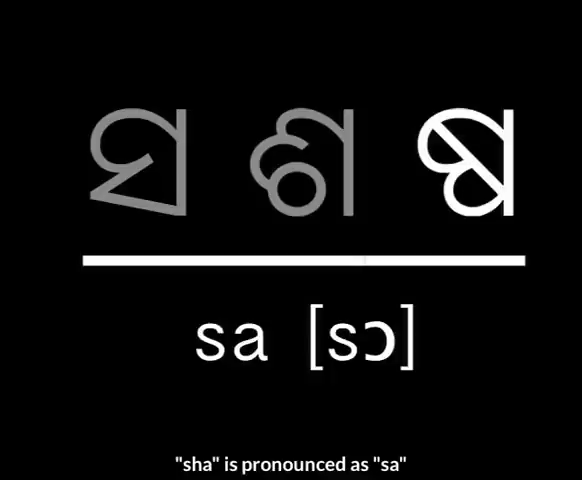 ସ ଶ ଷ
sa [sɔ]
"sha" is pronounced as "sa"